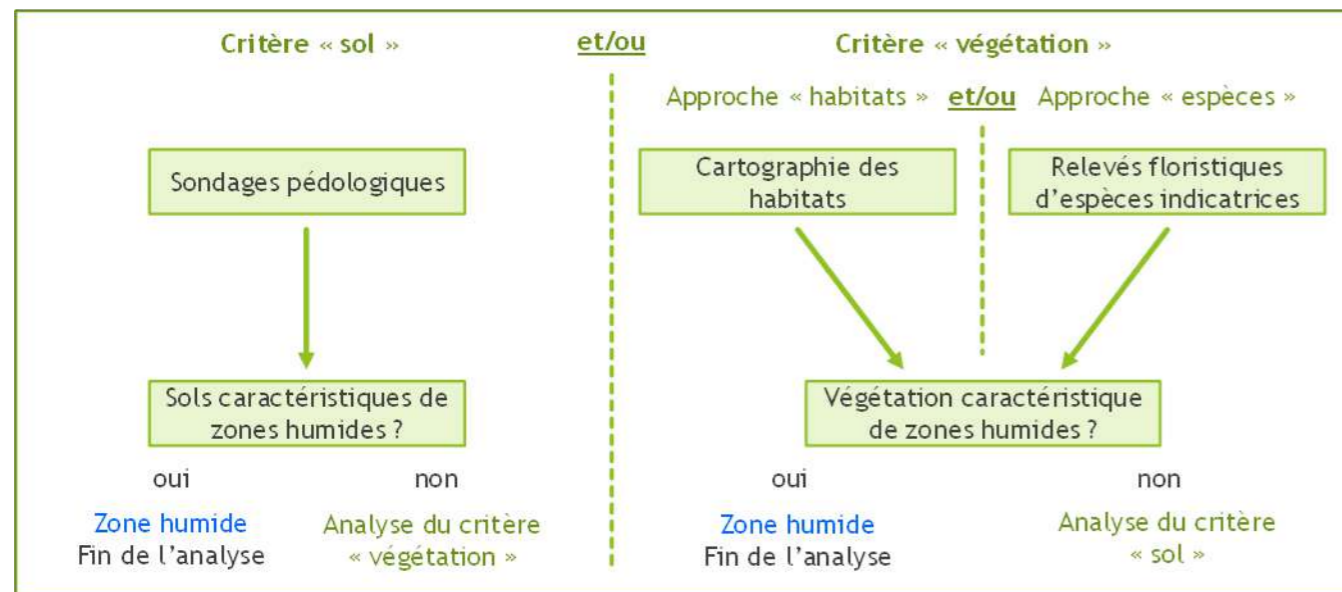 Critère « sol »
et/ou
Critère « végétation »
Approche « habitats » et/ou Approche « espèces »
Sondages pédologiques
Cartographie des
habitats
Relevés floristiques
d'espèces indicatrices
Sols caractéristiques de
zones humides ?
Végétation caractéristique
de zones humides ?
oui
non
oui
non
Zone humide
Fin de l'analyse
Analyse du critère
« végétation »
Zone humide
Fin de l'analyse
Analyse du critère
« sol »